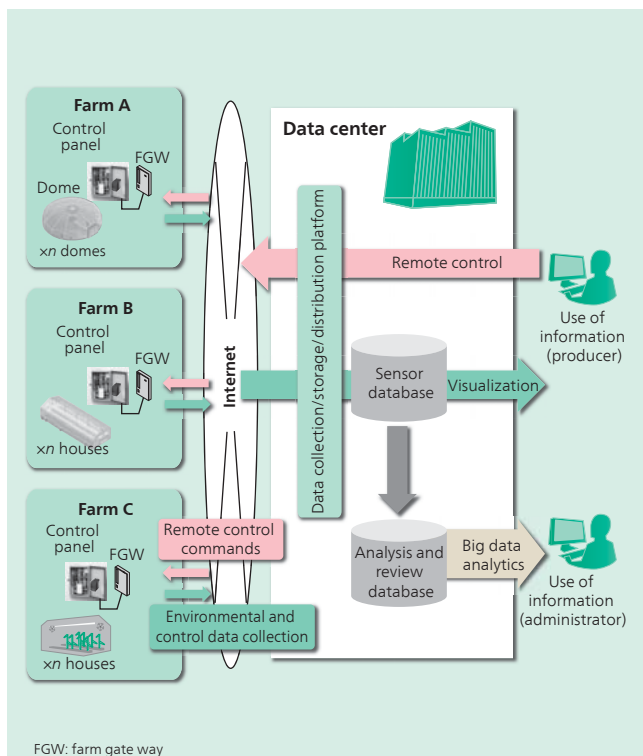 Farm A
Control
panel
FGW
Dome
×n domes
Farm B
Control
panel
FGW
×n houses
Farm C
Control
panel
FGW
×n houses
Remote control
commands
Environmental and
control data collection
Internet
Data center
Data collection/storage/distribution platform
Remote control
Sensor
database
Visualization
Analysis and
review
database
Big data
analytics
Use of
information
(producer)
Use of
information
(administrator)
FGW: farm gate way